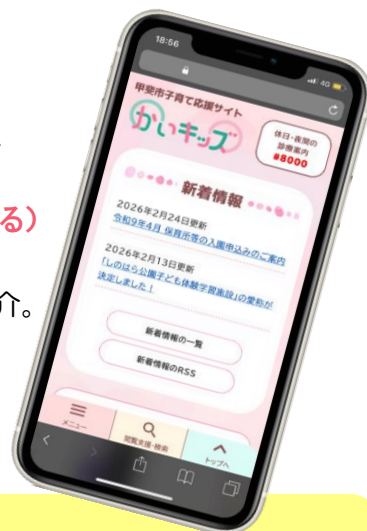 18:56
4G
甲斐市子育て応援サイト
かいキッズ
休日・夜間の
診療案内
#8000
新着情報
2026年2月24日更新
令和9年4月 保育所等の入園申込みのご案内
2026年2月13日更新
「しのはら公園子ども体験学習施設」の愛称が
決定しました!
新着情報の一覧
新着情報のRSS
メニュー
閲覧支援・検索
トップへ
る)
介。